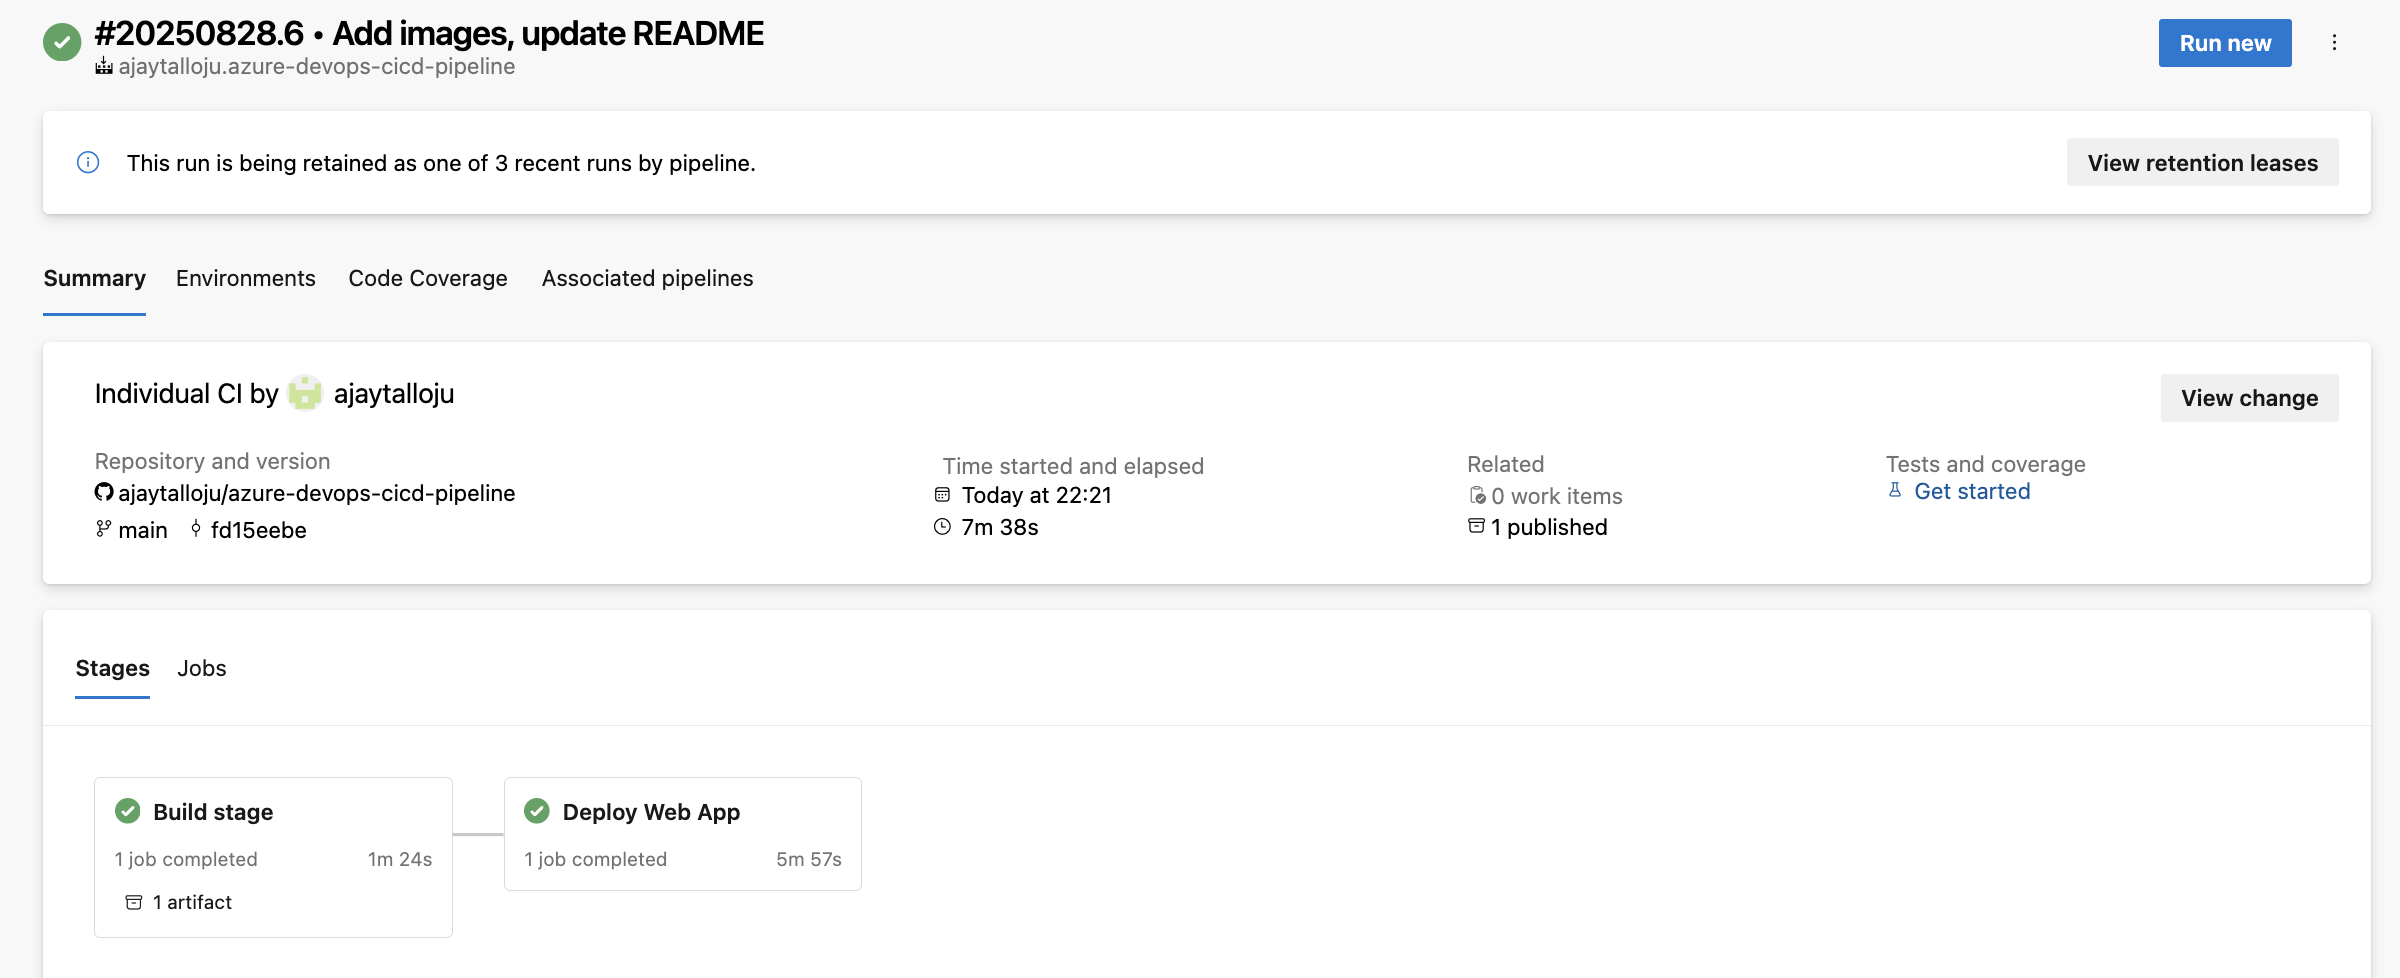 #20250828.6 • Add images, update README
ajaytalloju.azure-devops-cicd-pipeline
Run new
This run is being retained as one of 3 recent runs by pipeline.
View retention leases
Summary Environments Code Coverage Associated pipelines
Individual CI by ajaytalloju
View change
Repository and version
ajaytalloju/azure-devops-cicd-pipeline
main fd15eebe
Time started and elapsed
Today at 22:21
7m 38s
Related
0 work items
1 published
Tests and coverage
Get started
Stages Jobs
Build stage
1 job completed 1m 24s
1 artifact
Deploy Web App
1 job completed 5m 57s